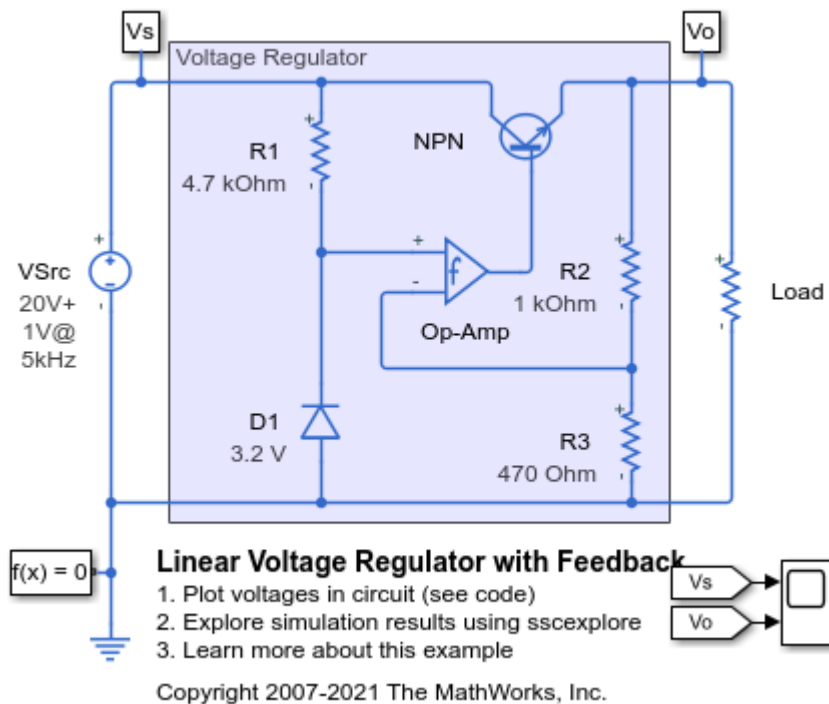 Vs
Vo
Voltage Regulator
R1
4.7 kOhm
NPN
+
-
VSrc
20V+
1V@
5kHz
+
-
+
-
f
Op-Amp
R2
1 kOhm
+
-
Load
+
-
D1
3.2 V
R3
470 Ohm
+
-
f(x) = 0
Linear Voltage Regulator with Feedback
1. Plot voltages in circuit (see code)
2. Explore simulation results using sscexplore
3. Learn more about this example
Copyright 2007-2021 The MathWorks, Inc.
Vs
Vo